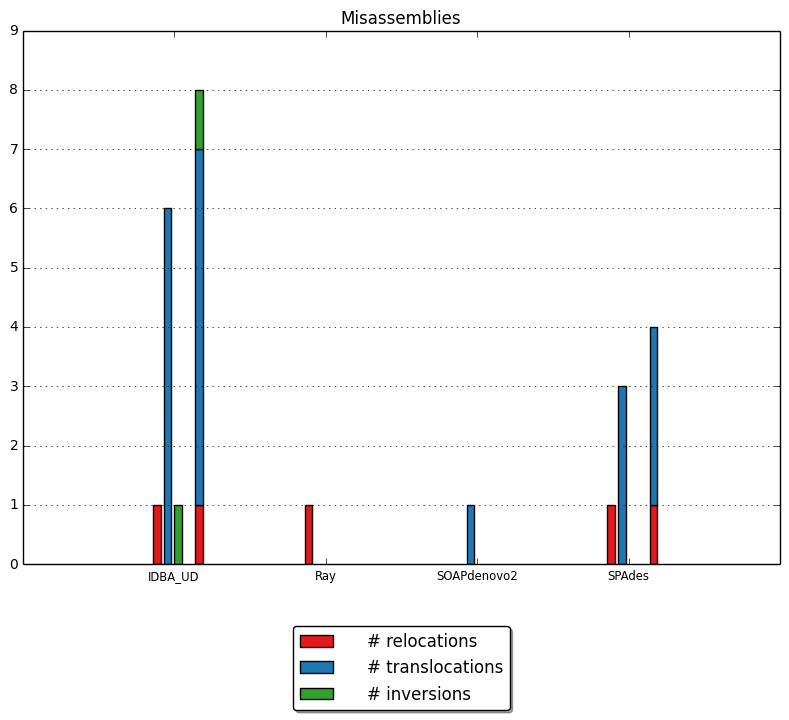 Misassemblies
9
8
7
6
5
4
3
2
1
0
IDBA_UD Ray SOAPdenovo2 SPAdes
# relocations
# translocations
# inversions